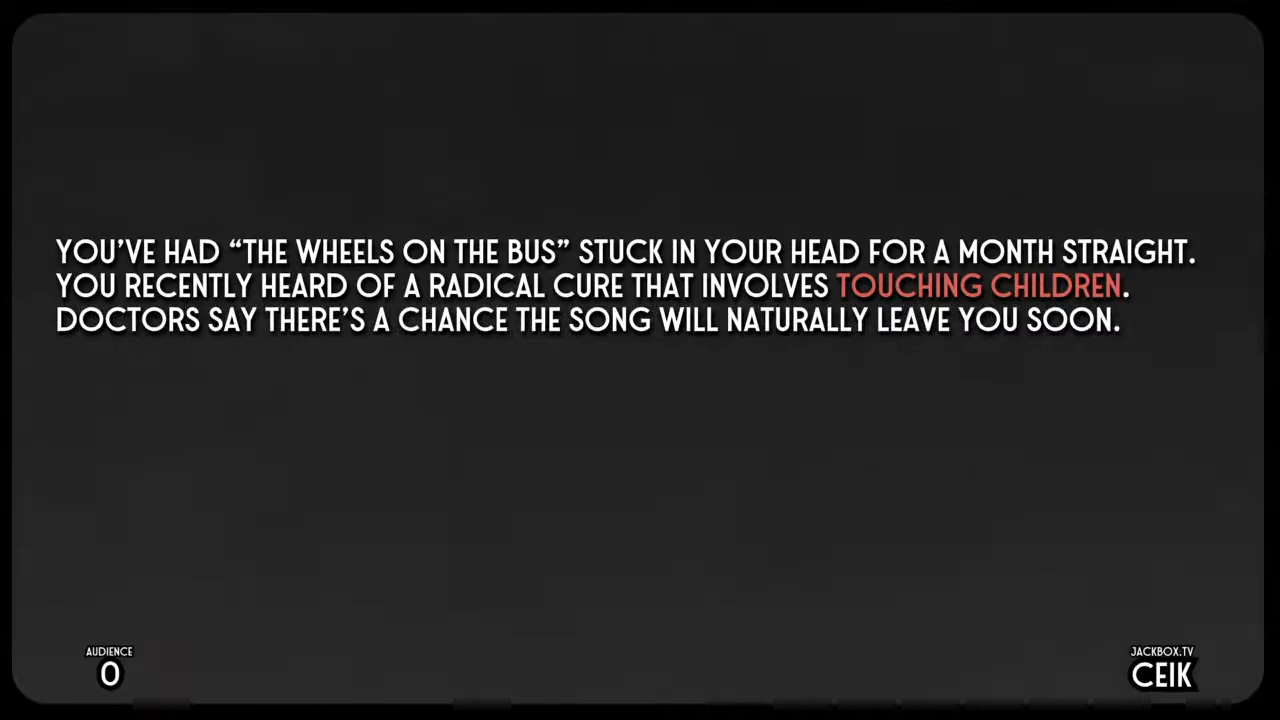 YOU'VE HAD “THE WHEELS ON THE BUS” STUCK IN YOUR HEAD FOR A MONTH STRAIGHT.
YOU RECENTLY HEARD OF A RADICAL CURE THAT INVOLVES TOUCHING CHILDREN.
DOCTORS SAY THERE'S A CHANCE THE SONG WILL NATURALLY LEAVE YOU SOON.
AUDIENCE
0
JACKBOX.TV
CEIK